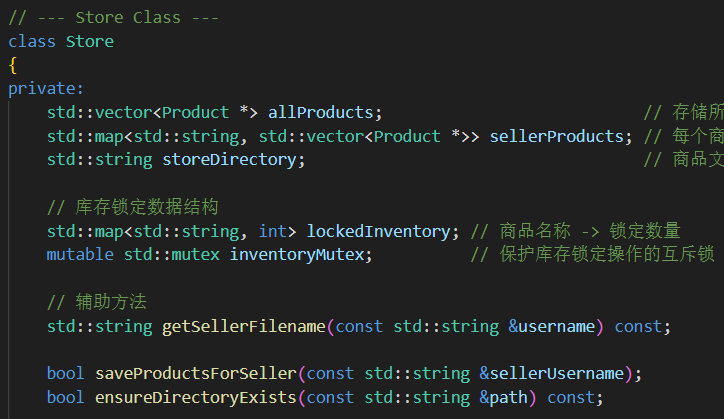 // --- Store Class ---
class Store
{
private:
    std::vector<Product *> allProducts;                              // 存储所
    std::map<std::string, std::vector<Product *>> sellerProducts; // 每个商
    std::string storeDirectory;                                      // 商品文
    // 库存锁定数据结构
    std::map<std::string, int> lockedInventory; // 商品名称 -> 锁定数量
    mutable std::mutex inventoryMutex;          // 保护库存锁定操作的互斥锁
    // 辅助方法
    std::string getSellerFilename(const std::string &username) const;
    bool saveProductsForSeller(const std::string &sellerUsername);
    bool ensureDirectoryExists(const std::string &path) const;